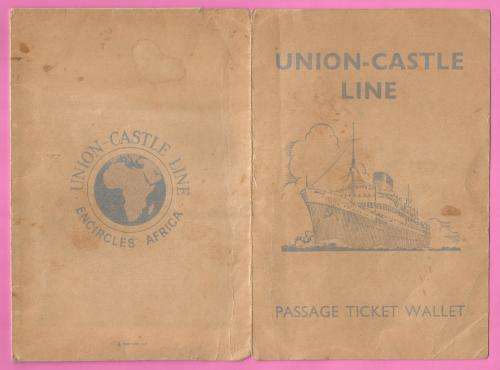 UNION-CASTLE LINE
ENCIRCLES AFRICA
UNION-CASTLE
LINE
PASSAGE TICKET WALLET